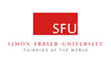 SFU
SIMON FRASER UNIVERSITY
THINKING OF THE WORLD